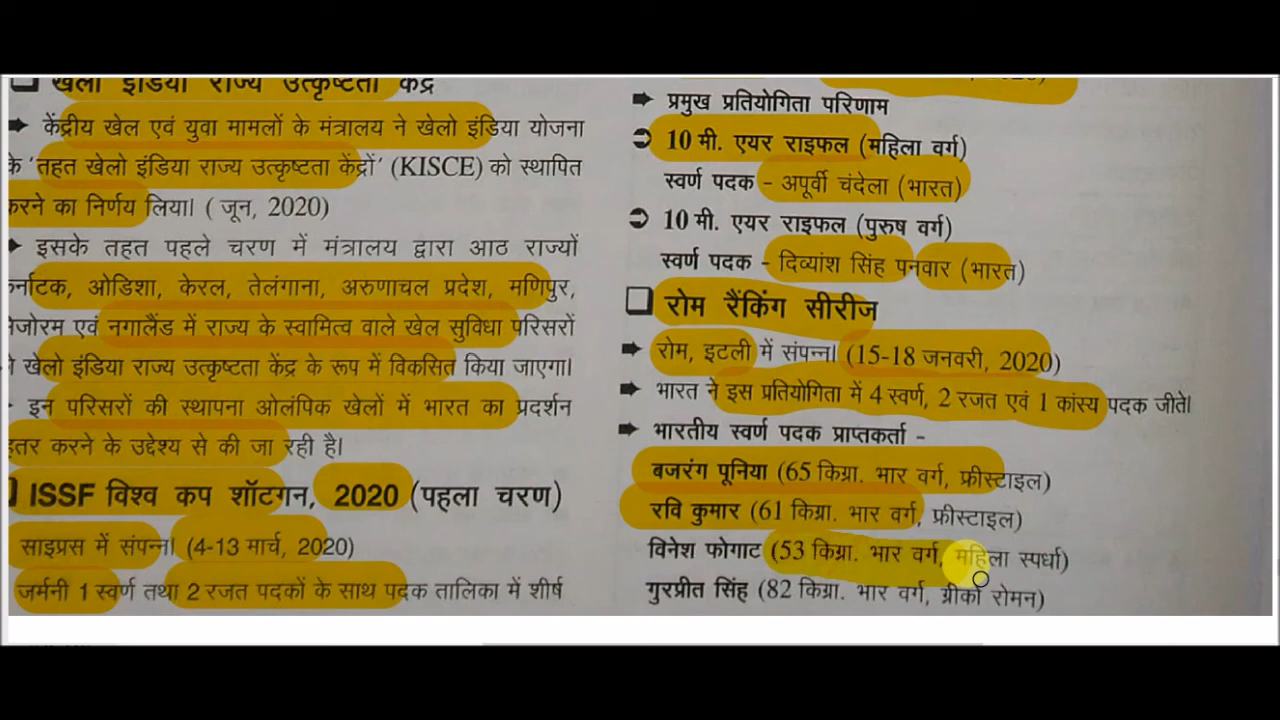 खेलो इंडिया राज्य उत्कृष्टता केंद्र
➡ केंद्रीय खेल एवं युवा मामलों के मंत्रालय ने खेलो इंडिया योजना
के 'तहत खेलो इंडिया राज्य उत्कृष्टता केंद्रों' (KISCE) को स्थापित
करने का निर्णय लिया। ( जून, 2020)
इसके तहत पहले चरण में मंत्रालय द्वारा आठ राज्यों
र्नाटक, ओडिशा, केरल, तेलंगाना, अरुणाचल प्रदेश, मणिपुर,
जोरम एवं नगालैंड में राज्य के स्वामित्व वाले खेल सुविधा परिसरों
खेलो इंडिया राज्य उत्कृष्टता केंद्र के रूप में विकसित किया जाएगा।
इन परिसरों की स्थापना ओलंपिक खेलों में भारत का प्रदर्शन
हतर करने के उद्देश्य से की जा रही है।
ISSF विश्व कप शॉटगन, 2020 (पहला चरण)
साइप्रस में संपन्न। (4-13 मार्च, 2020)
जर्मनी 1 स्वर्ण तथा 2 रजत पदकों के साथ पदक तालिका में शीर्ष
➡ प्रमुख प्रतियोगिता परिणाम
➲ 10 मी. एयर राइफल (महिला वर्ग)
स्वर्ण पदक - अपूर्वी चंदेला (भारत)
➲ 10 मी. एयर राइफल (पुरुष वर्ग)
स्वर्ण पदक - दिव्यांश सिंह पनवार (भारत)
❑ रोम रैंकिंग सीरीज
➡ रोम, इटली में संपन्न। (15-18 जनवरी, 2020)
➡ भारत ने इस प्रतियोगिता में 4 स्वर्ण, 2 रजत एवं 1 कांस्य पदक जीते।
➡ भारतीय स्वर्ण पदक प्राप्तकर्ता -
बजरंग पूनिया (65 किग्रा. भार वर्ग, फ्रीस्टाइल)
रवि कुमार (61 किग्रा. भार वर्ग, फ्रीस्टाइल)
विनेश फोगाट (53 किग्रा. भार वर्ग, महिला स्पर्धा)
गुरप्रीत सिंह (82 किग्रा. भार वर्ग, ग्रीको रोमन)